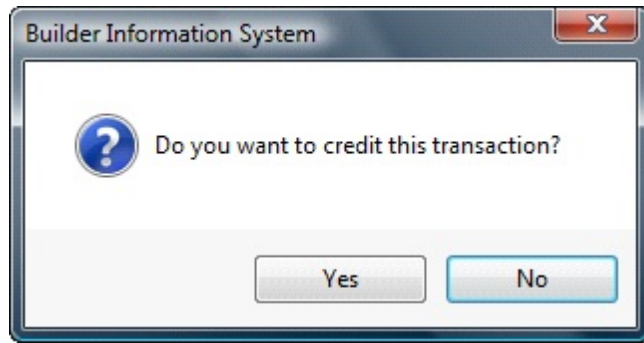 Builder Information System
Do you want to credit this transaction?
Yes
No